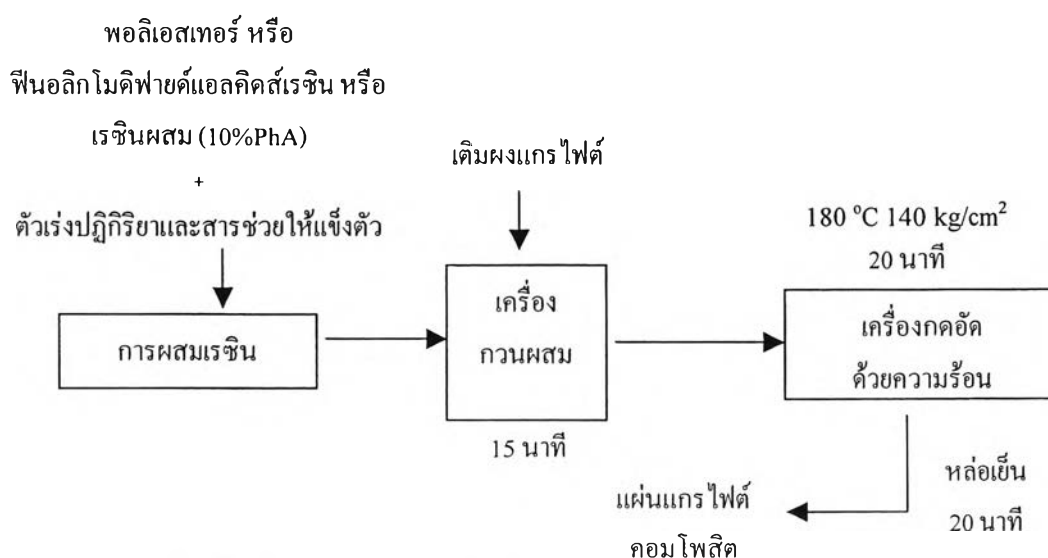 พอลิเอสเทอร์ หรือ
ฟีนอลิกโมดิฟายด์แอลคิดส์เรซิน หรือ
เรซินผสม (10%PhA)
+
ตัวเร่งปฏิกิริยาและสารช่วยให้แข็งตัว
การผสมเรซิน
เติมผงแกรไฟต์
เครื่อง
กวนผสม
15 นาที
180 °C 140 kg/cm²
20 นาที
เครื่องกดอัด
ด้วยความร้อน
หล่อเย็น
20 นาที
แผ่นแกรไฟต์
คอมโพสิต